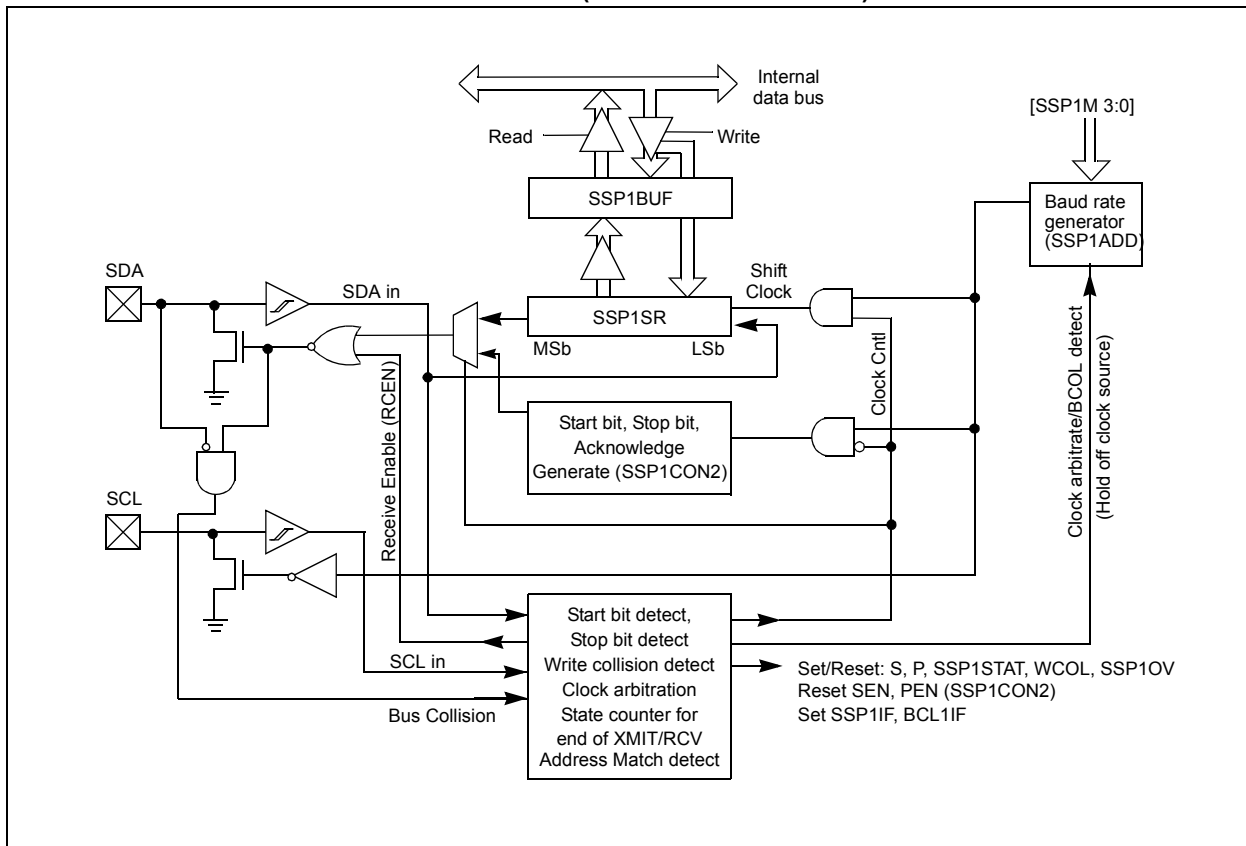 Internal
data bus
[SSP1M 3:0]
Read
Write
SSP1BUF
Baud rate
generator
(SSP1ADD)
SDA
Shift
Clock
SDA in
SSP1SR
MSb
LSb
Clock Cntl
Receive Enable (RCEN)
Start bit, Stop bit,
Acknowledge
Generate (SSP1CON2)
Clock arbitrate/BCOL detect
(Hold off clock source)
SCL
Start bit detect,
Stop bit detect
Write collision detect
Clock arbitration
State counter for
end of XMIT/RCV
Address Match detect
SCL in
Bus Collision
Set/Reset: S, P, SSP1STAT, WCOL, SSP1OV
Reset SEN, PEN (SSP1CON2)
Set SSP1IF, BCL1IF